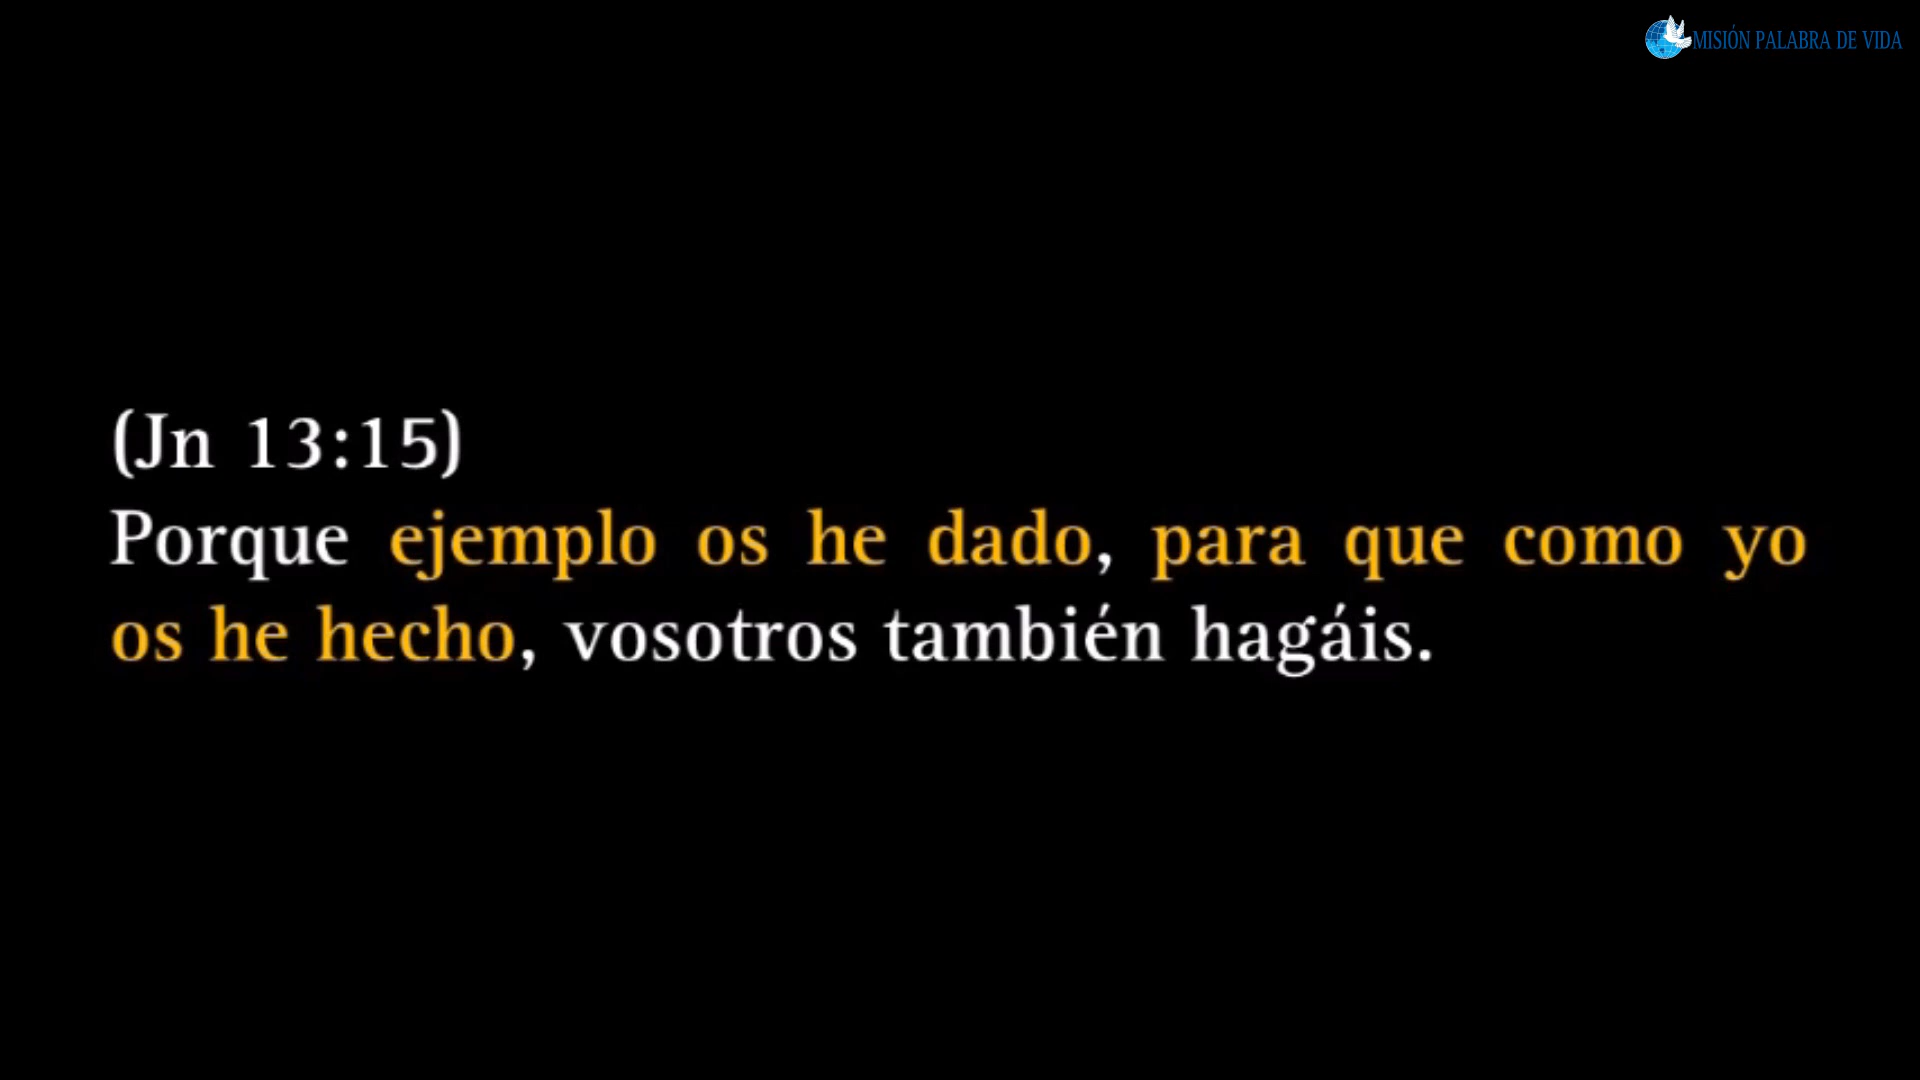 MISIÓN PALABRA DE VIDA
(Jn 13:15)
Porque ejemplo os he dado, para que como yo
os he hecho, vosotros también hagáis.